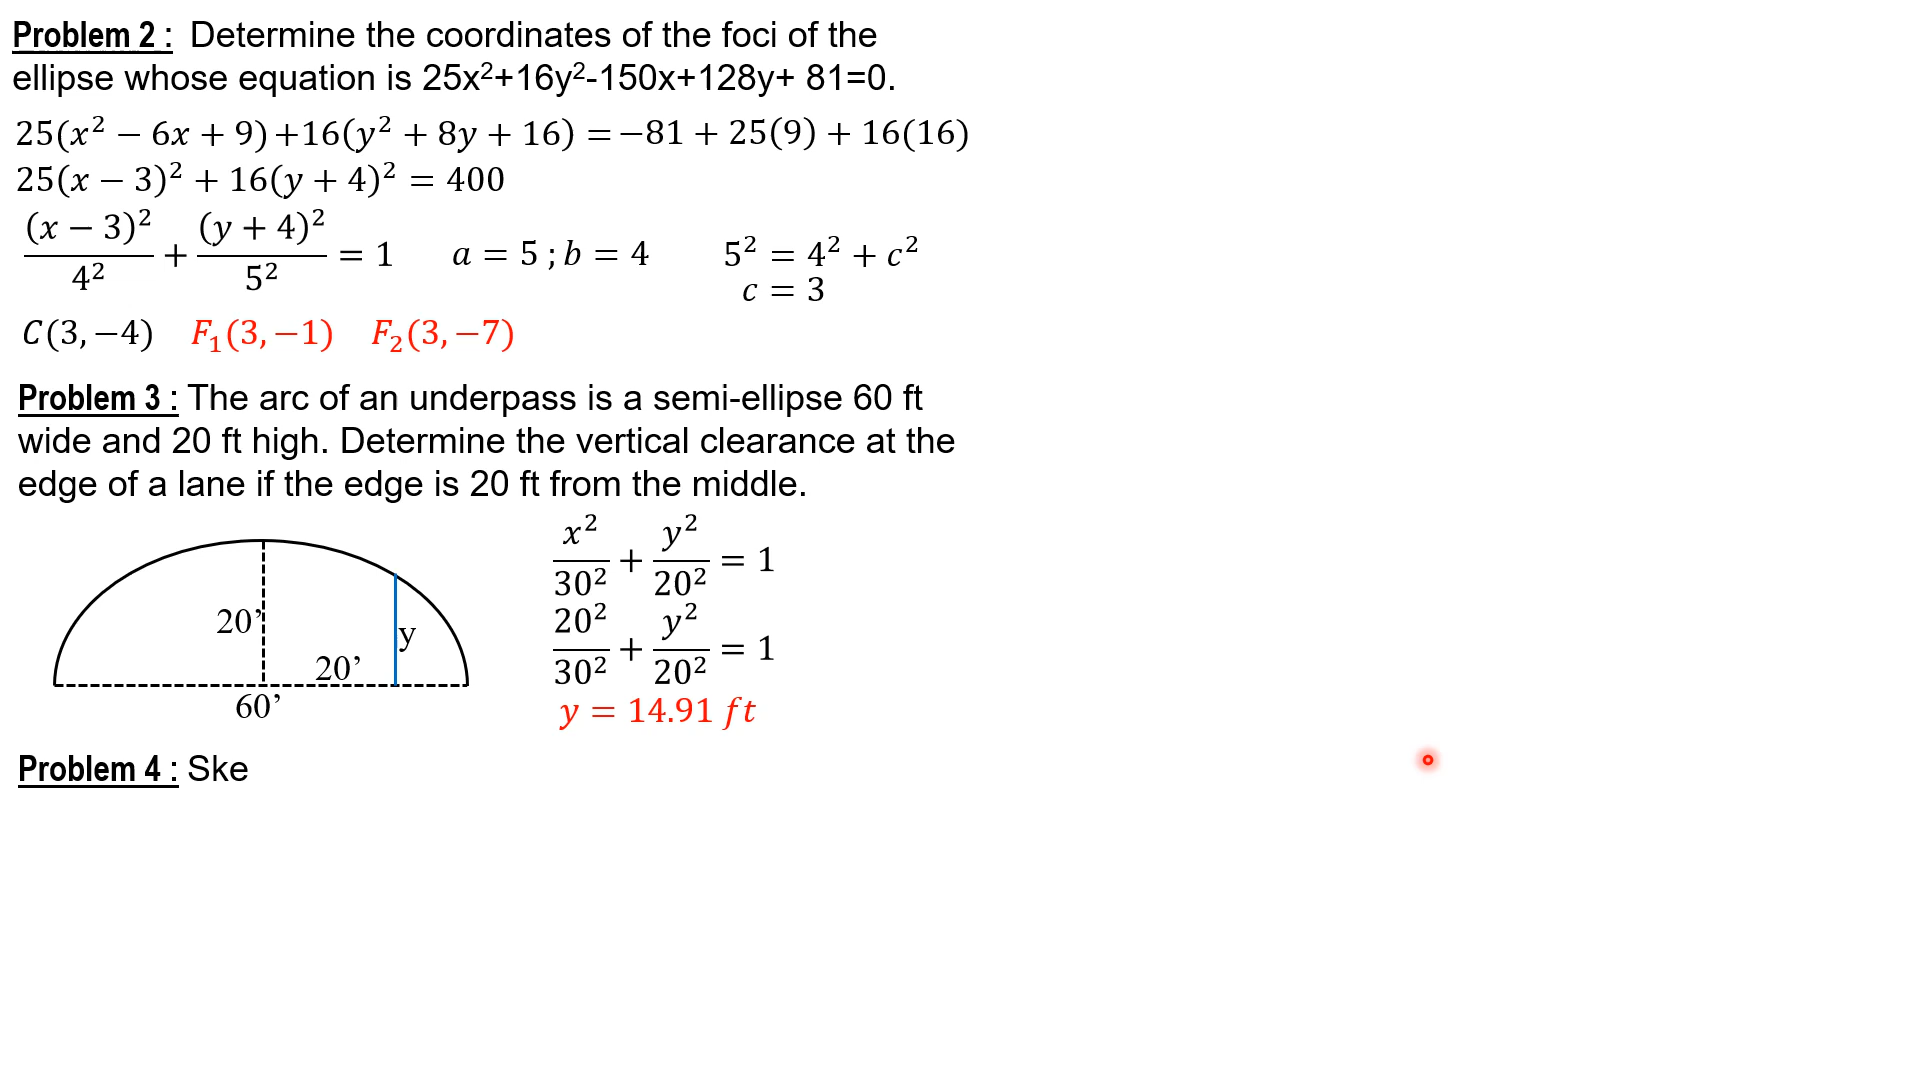 Problem 2 : Determine the coordinates of the foci of the
ellipse whose equation is 25x²+16y²-150x+128y+ 81=0.
25(x² − 6x + 9) +16(y² + 8y + 16) = −81 + 25(9) + 16(16)
25(x − 3)² + 16(y + 4)² = 400
(x − 3)²/4² + (y + 4)²/5² = 1 a = 5 ; b = 4 5² = 4² + c²
c = 3
C(3, −4) F₁(3, −1) F₂(3, −7)
Problem 3 : The arc of an underpass is a semi-ellipse 60 ft
wide and 20 ft high. Determine the vertical clearance at the
edge of a lane if the edge is 20 ft from the middle.
x²/30² + y²/20² = 1
20²/30² + y²/20² = 1
y = 14.91 ft
20’
y
20’
60’
Problem 4 : Ske